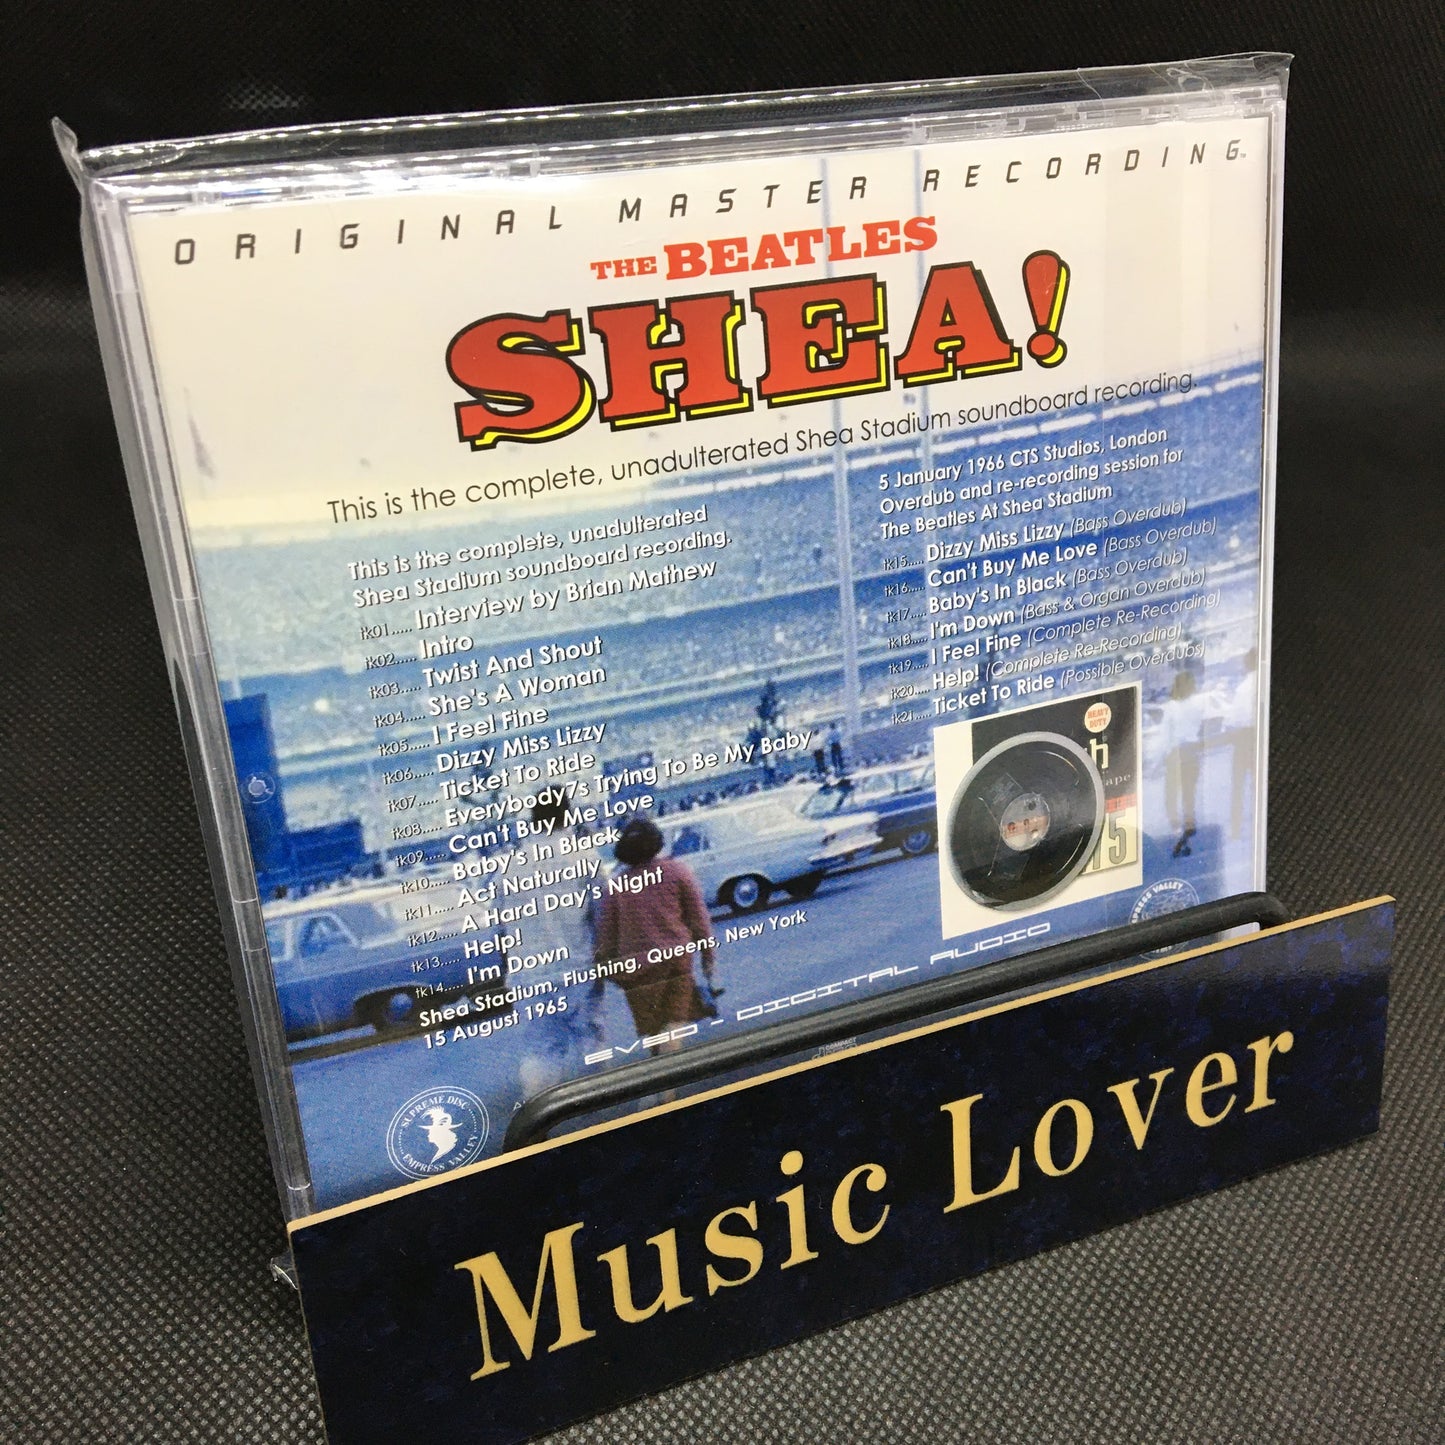 ORIGINAL MASTER RECORDING™
THE BEATLES
SHEA!
This is the complete, unadulterated Shea Stadium soundboard recording.
This is the complete, unadulterated
Shea Stadium soundboard recording.
tk01..... Interview by Brian Mathew
tk02..... Intro
tk03..... Twist And Shout
tk04..... She's A Woman
tk05..... I Feel Fine
tk06..... Dizzy Miss Lizzy
tk07..... Ticket To Ride
tk08..... Everybody7s Trying To Be My Baby
tk09..... Can't Buy Me Love
tk10..... Baby's In Black
tk11..... Act Naturally
tk12..... A Hard Day's Night
tk13..... Help!
tk14..... I'm Down
Shea Stadium, Flushing, Queens, New York
15 August 1965
5 January 1966 CTS Studios, London
Overdub and re-recording session for
The Beatles At Shea Stadium
tk15..... Dizzy Miss Lizzy (Bass Overdub)
tk16..... Can't Buy Me Love (Bass Overdub)
tk17..... Baby's In Black (Bass Overdub)
tk18..... I'm Down (Bass & Organ Overdub)
tk19..... I Feel Fine (Complete Re-Recording)
tk20..... Help! (Complete Re-Recording)
tk21..... Ticket To Ride (Possible Overdubs)
HEAVY
DUTY
EVSD - DIGITAL AUDIO
COMPACT
SUPREME DISC
EMPRESS VALLEY
VALLEY
Music Lover